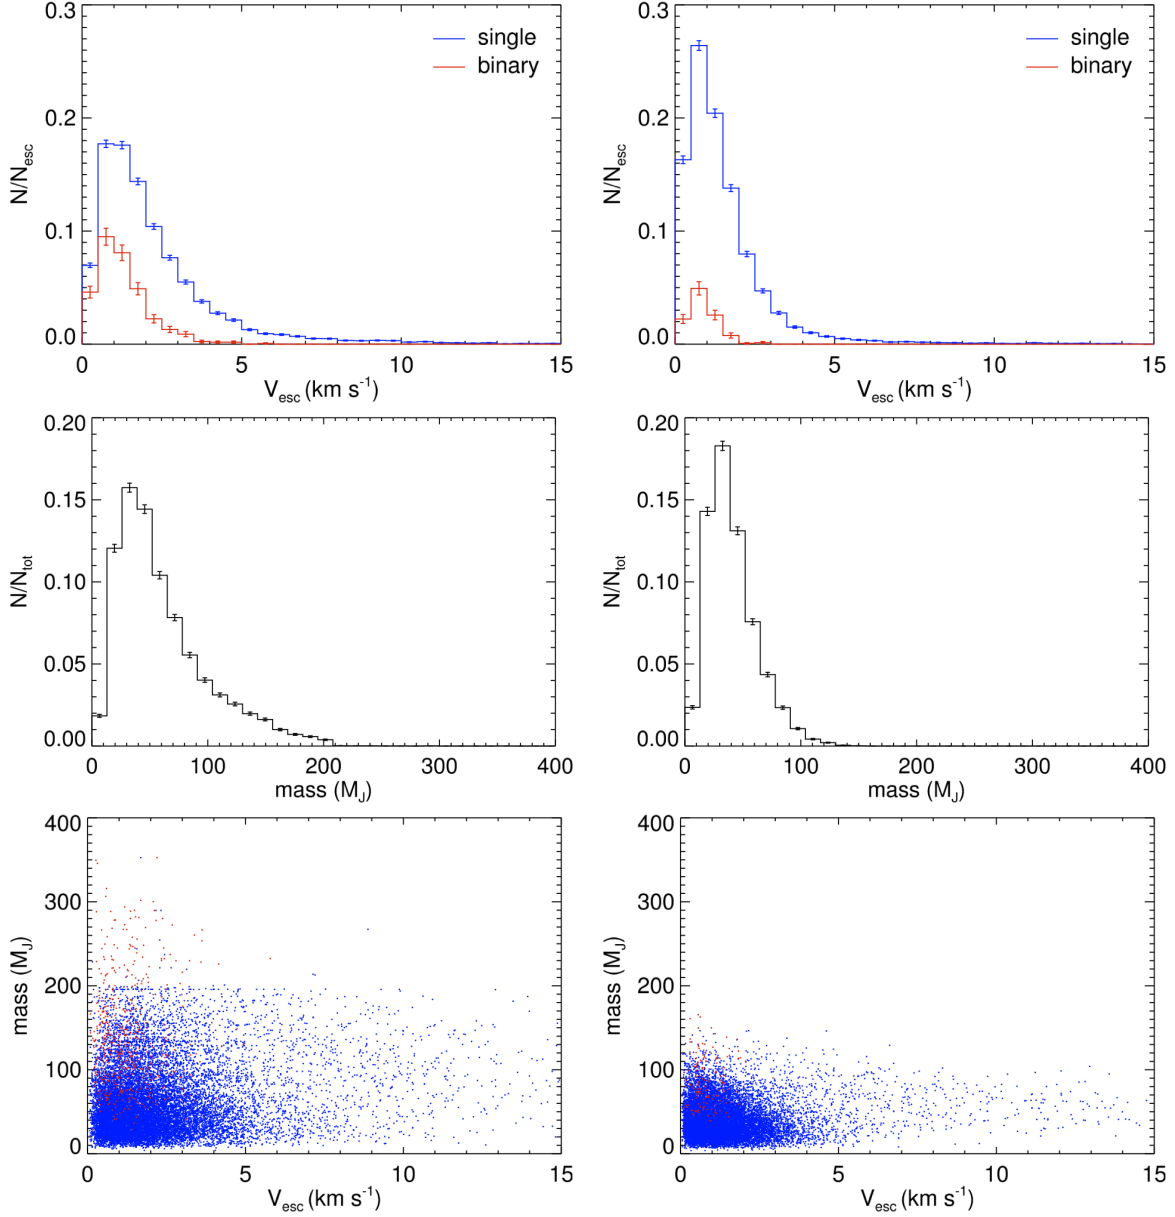 0.3
0.2
0.1
0.0
N/N_esc
single
binary
0 5 10 15
V_esc (km s⁻¹)
0.3
0.2
0.1
0.0
N/N_esc
single
binary
0 5 10 15
V_esc (km s⁻¹)
0.20
0.15
0.10
0.05
0.00
N/N_tot
0 100 200 300 400
mass (M_J)
0.20
0.15
0.10
0.05
0.00
N/N_tot
0 100 200 300 400
mass (M_J)
400
300
200
100
0
mass (M_J)
0 5 10 15
V_esc (km s⁻¹)
400
300
200
100
0
mass (M_J)
0 5 10 15
V_esc (km s⁻¹)